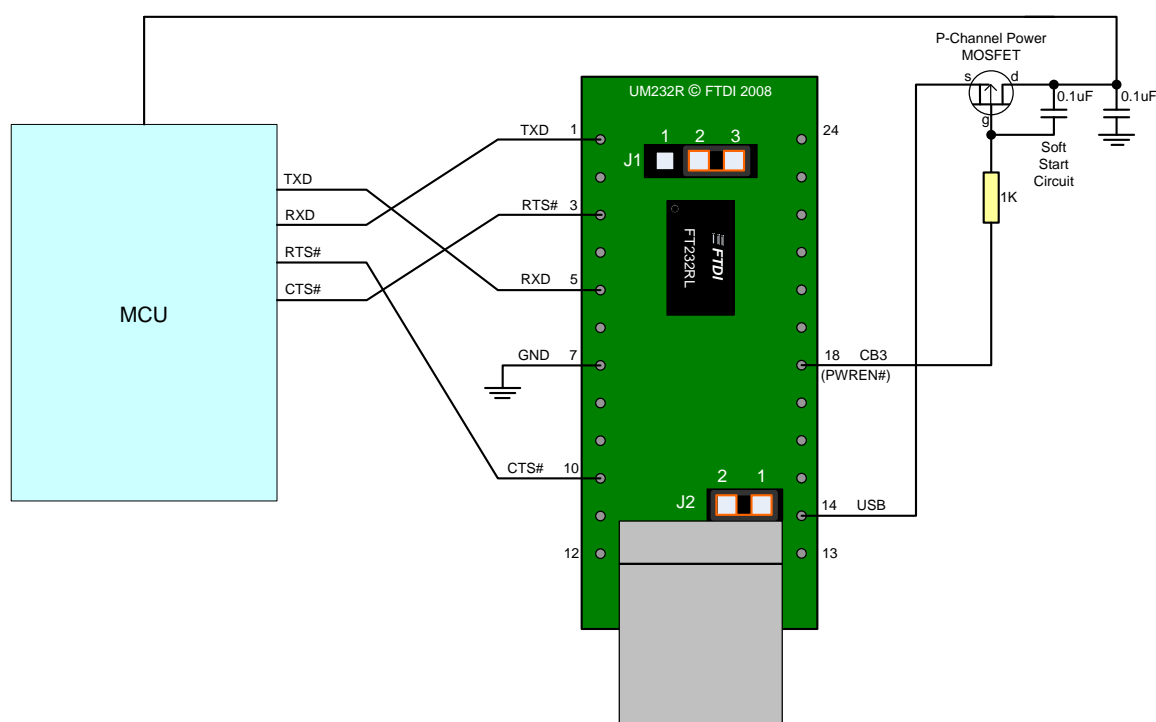 P-Channel Power
MOSFET
s
d
g
0.1uF
0.1uF
Soft
Start
Circuit
1K
UM232R © FTDI 2008
TXD 1
24
J1
1 2 3
TXD
RXD
RTS#
CTS#
MCU
RTS# 3
FTDI
FT232RL
RXD 5
GND 7
18 CB3
(PWREN#)
CTS# 10
J2
2 1
14 USB
12
13